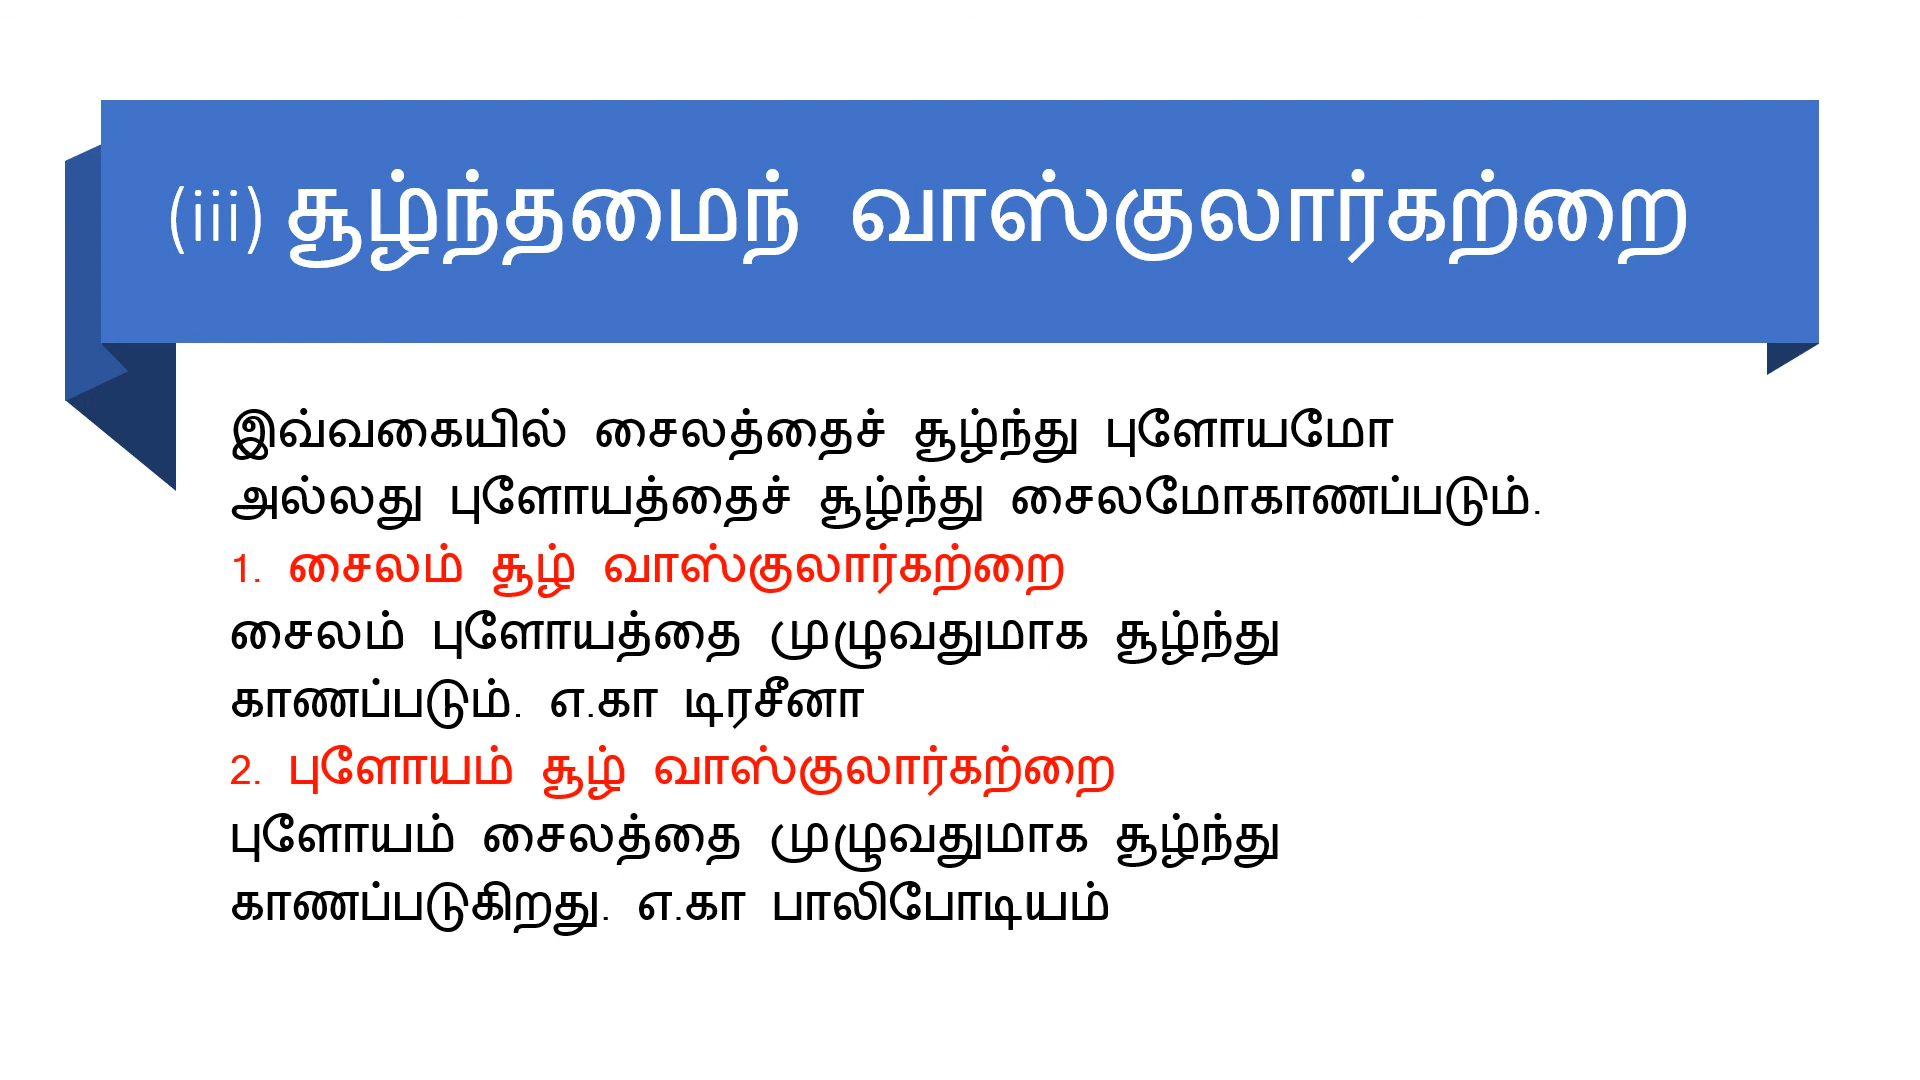 (iii) சூழ்ந்தமைந் வாஸ்குலார்கற்றை
இவ்வகையில் சைலத்தைச் சூழ்ந்து புளோயமோ
அல்லது புளோயத்தைச் சூழ்ந்து சைலமோகாணப்படும்.
1. சைலம் சூழ் வாஸ்குலார்கற்றை
சைலம் புளோயத்தை முழுவதுமாக சூழ்ந்து
காணப்படும். எ.கா டிரசீனா
2. புளோயம் சூழ் வாஸ்குலார்கற்றை
புளோயம் சைலத்தை முழுவதுமாக சூழ்ந்து
காணப்படுகிறது. எ.கா பாலிபோடியம்